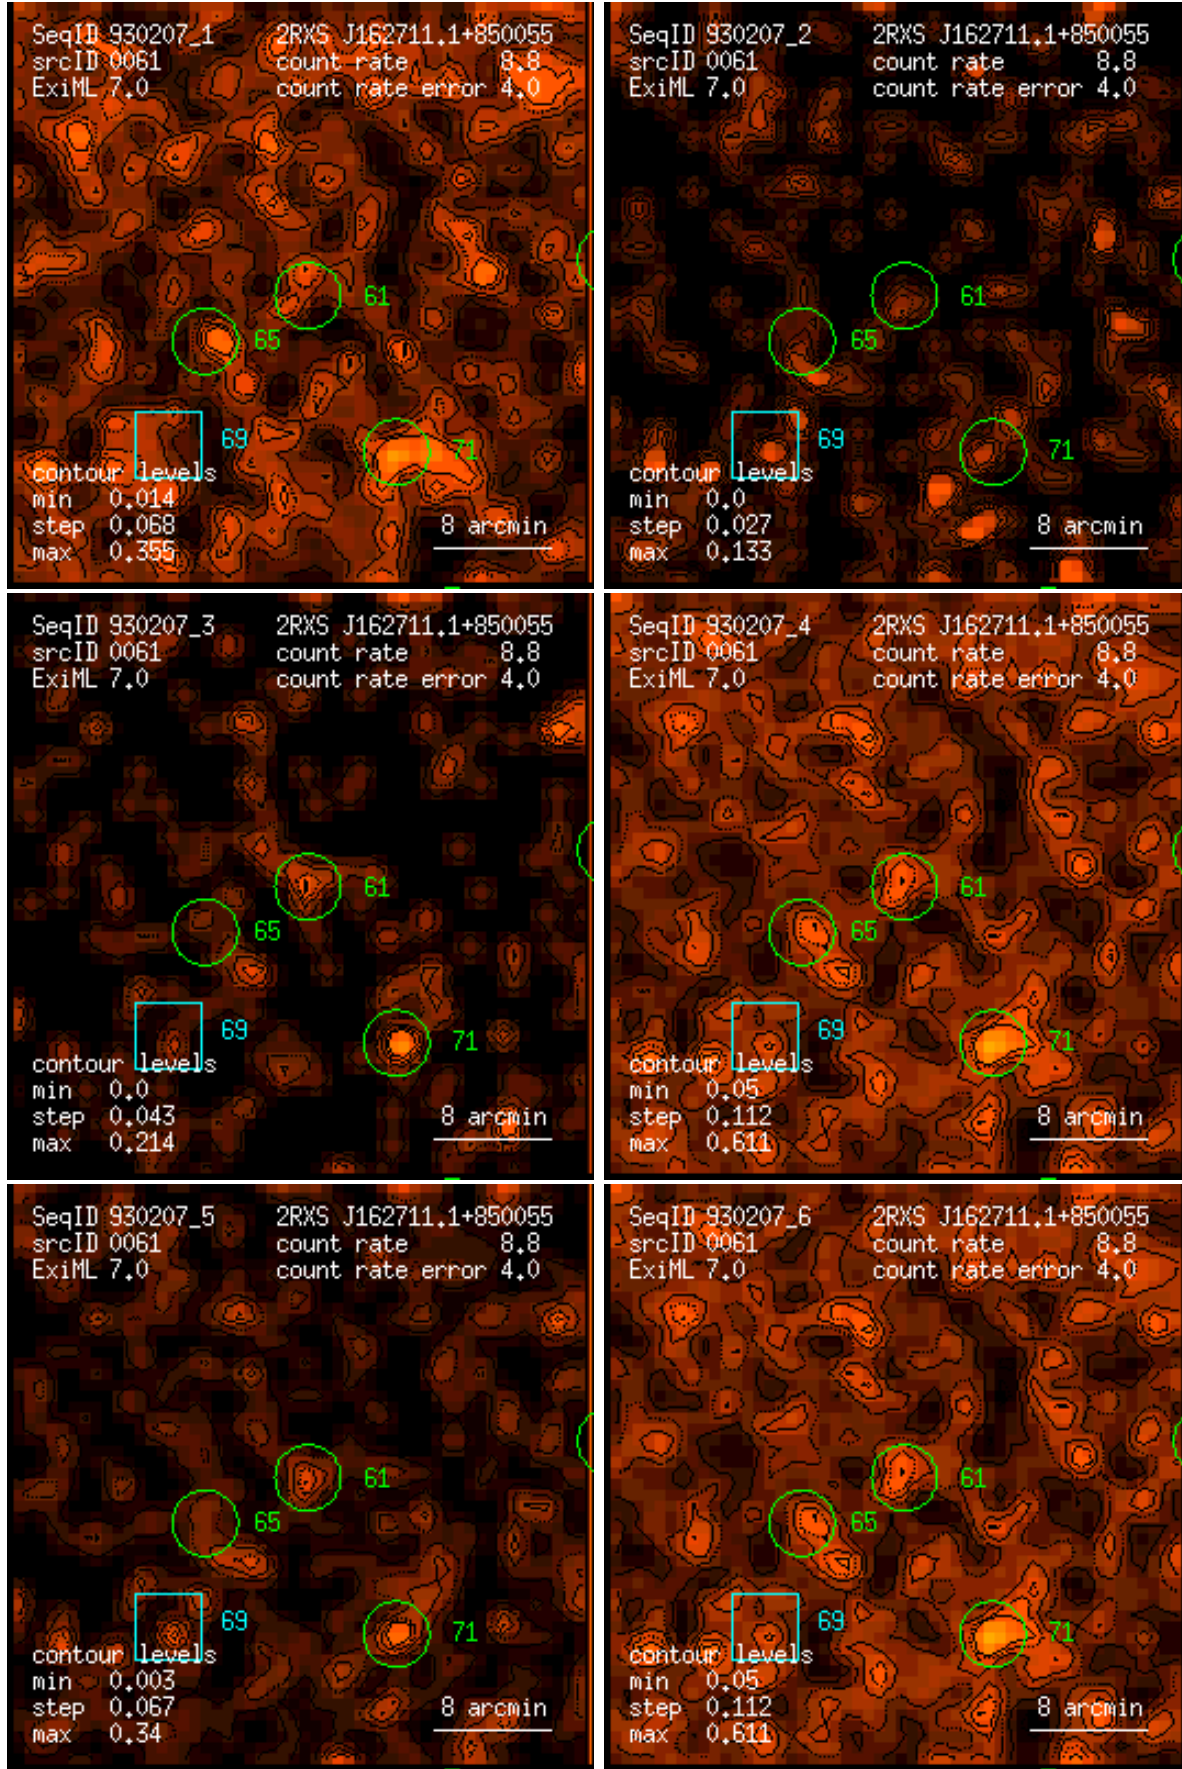 SeqID 930207_1 2RXS J162711.1+850055
srcID 0061 count rate 8.8
ExiML 7.0 count rate error 4.0
61
65
69
71
contour levels
min 0.014
step 0.068 8 arcmin
max 0.355
SeqID 930207_2 2RXS J162711.1+850055
srcID 0061 count rate 8.8
ExiML 7.0 count rate error 4.0
61
65
69
71
contour levels
min 0.0
step 0.027 8 arcmin
max 0.133
SeqID 930207_3 2RXS J162711.1+850055
srcID 0061 count rate 8.8
ExiML 7.0 count rate error 4.0
61
65
69
71
contour levels
min 0.0
step 0.043 8 arcmin
max 0.214
SeqID 930207_4 2RXS J162711.1+850055
srcID 0061 count rate 8.8
ExiML 7.0 count rate error 4.0
61
65
69
71
contour levels
min 0.05
step 0.112 8 arcmin
max 0.611
SeqID 930207_5 2RXS J162711.1+850055
srcID 0061 count rate 8.8
ExiML 7.0 count rate error 4.0
61
65
69
71
contour levels
min 0.003
step 0.067 8 arcmin
max 0.34
SeqID 930207_6 2RXS J162711.1+850055
srcID 0061 count rate 8.8
ExiML 7.0 count rate error 4.0
61
65
69
71
contour levels
min 0.05
step 0.112 8 arcmin
max 0.611